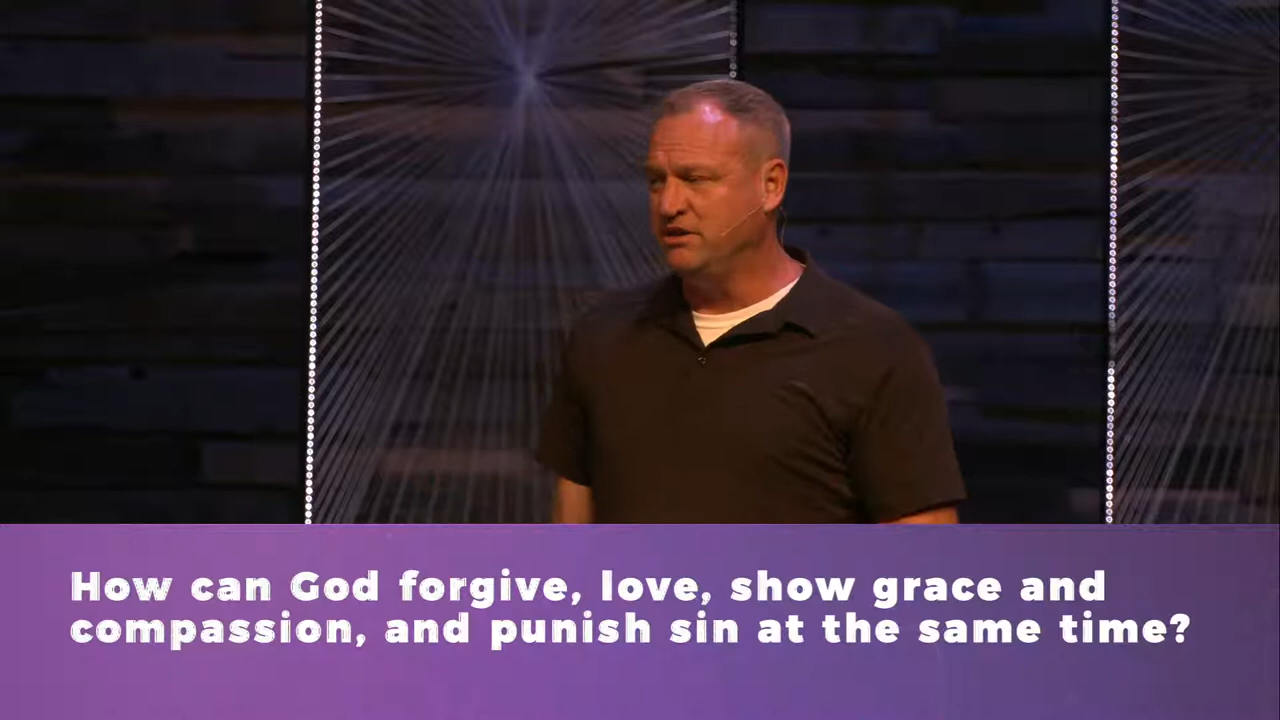 How can God forgive, love, show grace and
compassion, and punish sin at the same time?